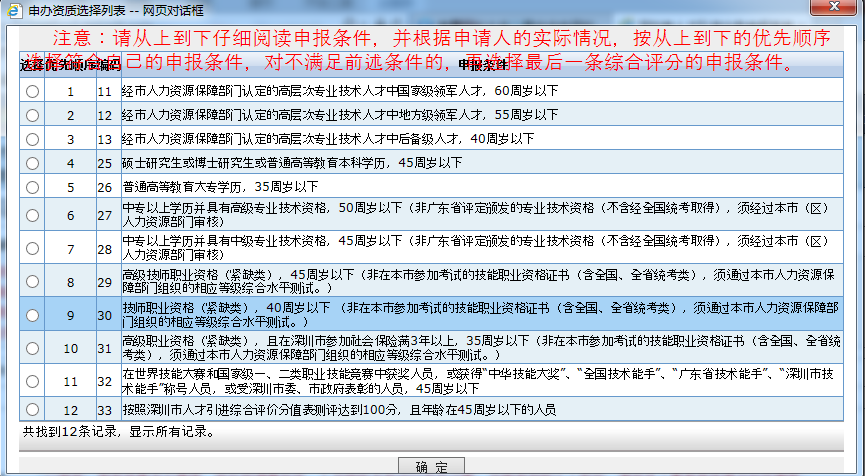 申办资质选择列表 -- 网页对话框
注意：请从上到下仔细阅读申报条件，并根据申请人的实际情况，按从上到下的优先顺序
选择符合自己的申报条件，对不满足前述条件的，再选择最后一条综合评分的申报条件。
选择 优先顺序 编码 申报条件
1 11 经市人力资源保障部门认定的高层次专业技术人才中国家级领军人才，60周岁以下
2 12 经市人力资源保障部门认定的高层次专业技术人才中地方级领军人才，55周岁以下
3 13 经市人力资源保障部门认定的高层次专业技术人才中后备级人才，40周岁以下
4 25 硕士研究生或博士研究生或普通高等教育本科学历，45周岁以下
5 26 普通高等教育大专学历，35周岁以下
6 27 中专以上学历并具有高级专业技术资格，50周岁以下（非广东省评定颁发的专业技术资格（不含经全国统考取得），须经过本市（区）
人力资源部门审核）
7 28 中专以上学历并具有中级专业技术资格，45周岁以下（非广东省评定颁发的专业技术资格（不含经全国统考取得），须经过本市（区）
人力资源部门审核）
8 29 高级技师职业资格（紧缺类），45周岁以下（非在本市参加考试的技能职业资格证书（含全国、全省统考类），须通过本市人力资源保
障部门组织的相应等级综合水平测试。）
9 30 技师职业资格（紧缺类），40周岁以下 （非在本市参加考试的技能职业资格证书（含全国、全省统考类），须通过本市人力资源保障部
门组织的相应等级综合水平测试。）
10 31 高级职业资格（紧缺类），且在深圳市参加社会保险满3年以上，35周岁以下（非在本市参加考试的技能职业资格证书（含全国、全省统
考类），须通过本市人力资源保障部门组织的相应等级综合水平测试。）
11 32 在世界技能大赛和国家级一、二类职业技能竞赛中获奖人员，或获得“中华技能大奖”、“全国技术能手”、“广东省技术能手”、“深圳市技
术能手”称号人员，或受深圳市委、市政府表彰的人员，45周岁以下
12 33 按照深圳市人才引进综合评价分值表测评达到100分，且年龄在45周岁以下的人员
共找到12条记录，显示所有记录。
确 定